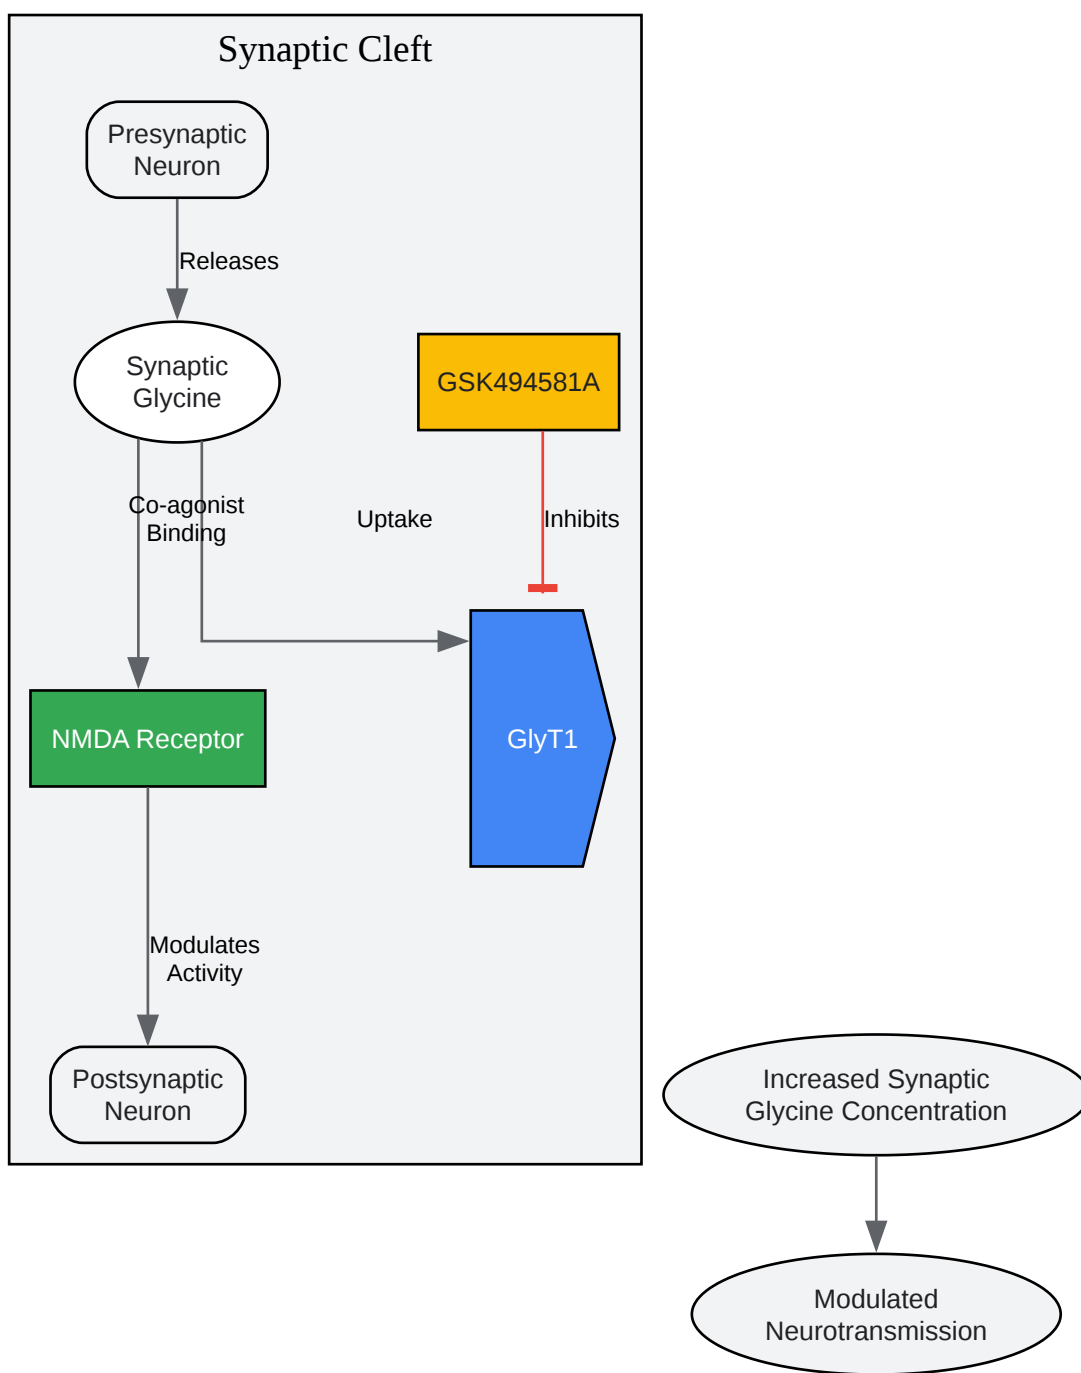 Synaptic Cleft
Presynaptic
Neuron
Releases
Synaptic
Glycine
GSK494581A
Co-agonist
Binding
Uptake
Inhibits
NMDA Receptor
GlyT1
Modulates
Activity
Postsynaptic
Neuron
Increased Synaptic
Glycine Concentration
Modulated
Neurotransmission